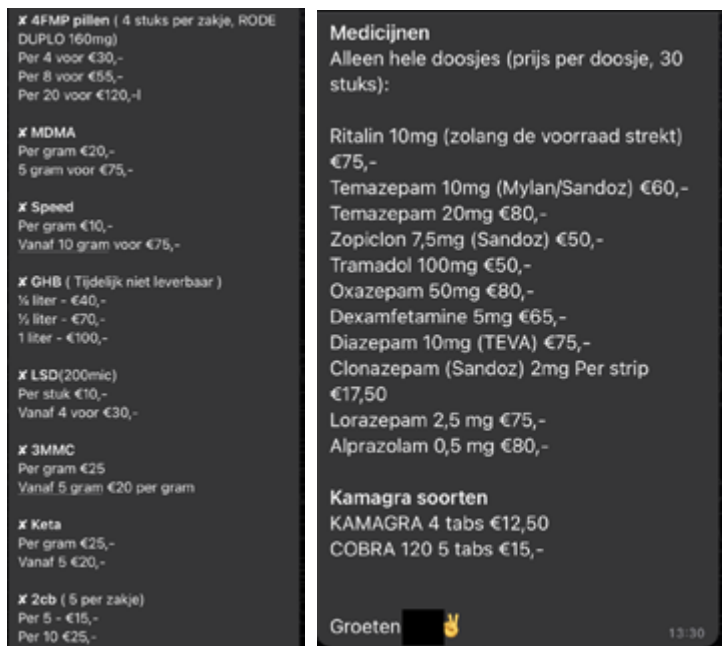 ✘ 4FMP pillen ( 4 stuks per zakje, RODE
DUPLO 160mg)
Per 4 voor €30,-
Per 8 voor €55,-
Per 20 voor €120,-l
✘ MDMA
Per gram €20,-
5 gram voor €75,-
✘ Speed
Per gram €10,-
Vanaf 10 gram voor €75,-
✘ GHB ( Tijdelijk niet leverbaar )
¼ liter - €40,-
½ liter - €70,-
1 liter - €100,-
✘ LSD(200mic)
Per stuk €10,-
Vanaf 4 voor €30,-
✘ 3MMC
Per gram €25
Vanaf 5 gram €20 per gram
✘ Keta
Per gram €25,-
Vanaf 5 €20,-
✘ 2cb ( 5 per zakje)
Per 5 - €15,-
Per 10 €25,-
Medicijnen
Alleen hele doosjes (prijs per doosje, 30
stuks):
Ritalin 10mg (zolang de voorraad strekt)
€75,-
Temazepam 10mg (Mylan/Sandoz) €60,-
Temazepam 20mg €80,-
Zopiclon 7,5mg (Sandoz) €50,-
Tramadol 100mg €50,-
Oxazepam 50mg €80,-
Dexamfetamine 5mg €65,-
Diazepam 10mg (TEVA) €75,-
Clonazepam (Sandoz) 2mg Per strip
€17,50
Lorazepam 2,5 mg €75,-
Alprazolam 0,5 mg €80,-
Kamagra soorten
KAMAGRA 4 tabs €12,50
COBRA 120 5 tabs €15,-
Groeten ✌
13:30